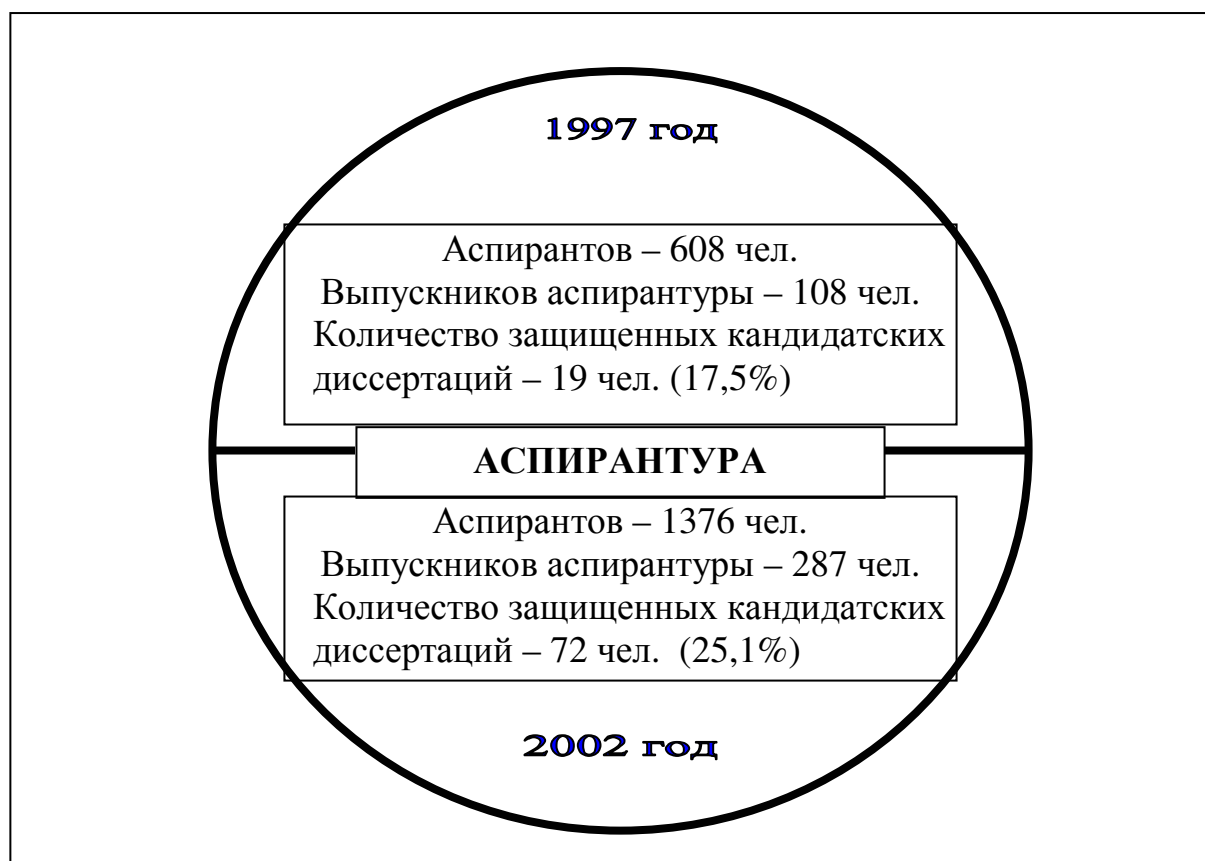 1997 год
Аспирантов – 608 чел.
Выпускников аспирантуры – 108 чел.
Количество защищенных кандидатских
диссертаций – 19 чел. (17,5%)
АСПИРАНТУРА
Аспирантов – 1376 чел.
Выпускников аспирантуры – 287 чел.
Количество защищенных кандидатских
диссертаций – 72 чел. (25,1%)
2002 год